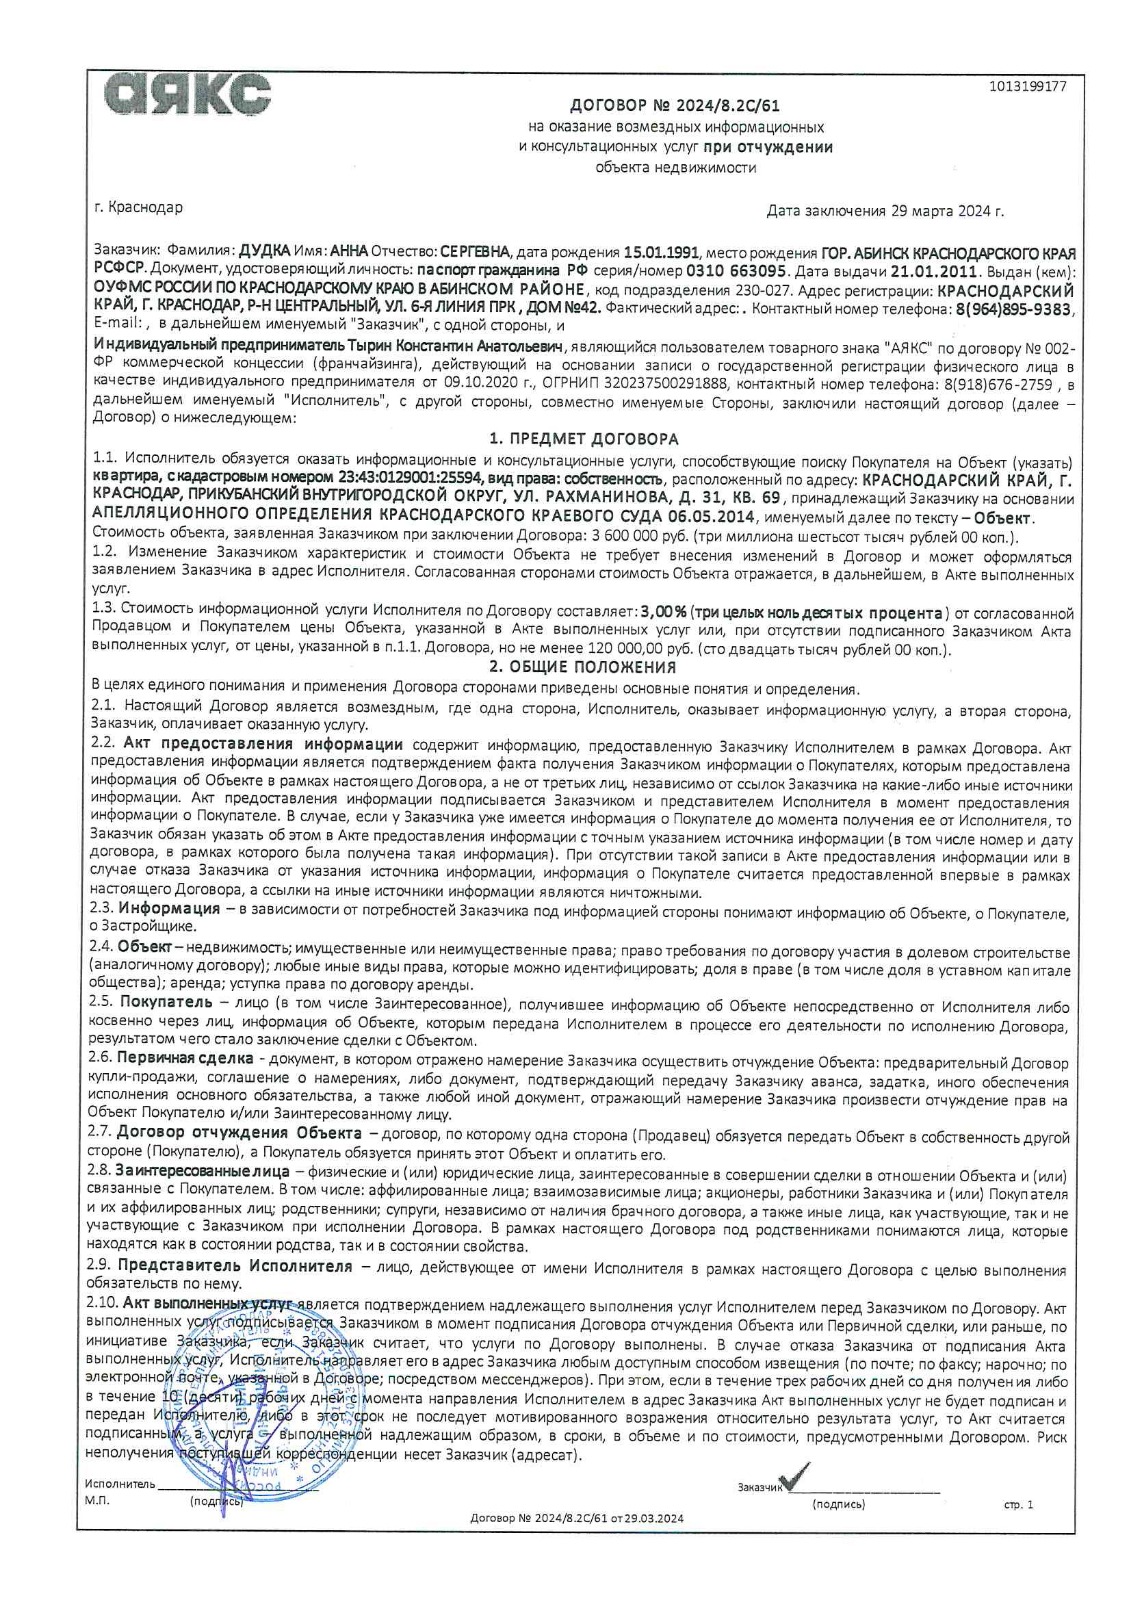 аякс
1013199177
ДОГОВОР № 2024/8.2С/61
на оказание возмездных информационных
и консультационных услуг при отчуждении
объекта недвижимости
г. Краснодар
Дата заключения 29 марта 2024 г.
Заказчик: Фамилия: ДУДКА Имя: АННА Отчество: СЕРГЕВНА, дата рождения 15.01.1991, место рождения ГОР. АБИНСК КРАСНОДАРСКОГО КРАЯ
РСФСР. Документ, удостоверяющий личность: паспорт гражданина РФ серия/номер 0310 663095. Дата выдачи 21.01.2011. Выдан (кем):
ОУФМС РОССИИ ПО КРАСНОДАРСКОМУ КРАЮ В АБИНСКОМ РАЙОНЕ, код подразделения 230-027. Адрес регистрации: КРАСНОДАРСКИЙ
КРАЙ, Г. КРАСНОДАР, Р-Н ЦЕНТРАЛЬНЫЙ, УЛ. 6-Я ЛИНИЯ ПРК , ДОМ №42. Фактический адрес: . Контактный номер телефона: 8(964)895-9383,
E-mail: , в дальнейшем именуемый "Заказчик", с одной стороны, и
Индивидуальный предприниматель Тырин Константин Анатольевич, являющийся пользователем товарного знака "АЯКС" по договору № 002-
ФР коммерческой концессии (франчайзинга), действующий на основании записи о государственной регистрации физического лица в
качестве индивидуального предпринимателя от 09.10.2020 г., ОГРНИП 320237500291888, контактный номер телефона: 8(918)676-2759 , в
дальнейшем именуемый "Исполнитель", с другой стороны, совместно именуемые Стороны, заключили настоящий договор (далее –
Договор) о нижеследующем:
1. ПРЕДМЕТ ДОГОВОРА
1.1. Исполнитель обязуется оказать информационные и консультационные услуги, способствующие поиску Покупателя на Объект (указать)
квартира, с кадастровым номером 23:43:0129001:25594, вид права: собственность, расположенный по адресу: КРАСНОДАРСКИЙ КРАЙ, Г.
КРАСНОДАР, ПРИКУБАНСКИЙ ВНУТРИГОРОДСКОЙ ОКРУГ, УЛ. РАХМАНИНОВА, Д. 31, КВ. 69, принадлежащий Заказчику на основании
АПЕЛЛЯЦИОННОГО ОПРЕДЕЛЕНИЯ КРАСНОДАРСКОГО КРАЕВОГО СУДА 06.05.2014, именуемый далее по тексту – Объект.
Стоимость объекта, заявленная Заказчиком при заключении Договора: 3 600 000 руб. (три миллиона шестьсот тысяч рублей 00 коп.).
1.2. Изменение Заказчиком характеристик и стоимости Объекта не требует внесения изменений в Договор и может оформляться
заявлением Заказчика в адрес Исполнителя. Согласованная сторонами стоимость Объекта отражается, в дальнейшем, в Акте выполненных
услуг.
1.3. Стоимость информационной услуги Исполнителя по Договору составляет: 3,00% (три целых ноль десятых процента) от согласованной
Продавцом и Покупателем цены Объекта, указанной в Акте выполненных услуг или, при отсутствии подписанного Заказчиком Акта
выполненных услуг, от цены, указанной в п.1.1. Договора, но не менее 120 000,00 руб. (сто двадцать тысяч рублей 00 коп.).
2. ОБЩИЕ ПОЛОЖЕНИЯ
В целях единого понимания и применения Договора сторонами приведены основные понятия и определения.
2.1. Настоящий Договор является возмездным, где одна сторона, Исполнитель, оказывает информационную услугу, а вторая сторона,
Заказчик, оплачивает оказанную услугу.
2.2. Акт предоставления информации содержит информацию, предоставленную Заказчику Исполнителем в рамках Договора. Акт
предоставления информации является подтверждением факта получения Заказчиком информации о Покупателях, которым предоставлена
информация об Объекте в рамках настоящего Договора, а не от третьих лиц, независимо от ссылок Заказчика на какие-либо иные источники
информации. Акт предоставления информации подписывается Заказчиком и представителем Исполнителя в момент предоставления
информации о Покупателе. В случае, если у Заказчика уже имеется информация о Покупателе до момента получения ее от Исполнителя, то
Заказчик обязан указать об этом в Акте предоставления информации с точным указанием источника информации (в том числе номер и дату
договора, в рамках которого была получена такая информация). При отсутствии такой записи в Акте предоставления информации или в
случае отказа Заказчика от указания источника информации, информация о Покупателе считается предоставленной впервые в рамках
настоящего Договора, а ссылки на иные источники информации являются ничтожными.
2.3. Информация – в зависимости от потребностей Заказчика под информацией стороны понимают информацию об Объекте, о Покупателе,
о Застройщике.
2.4. Объект – недвижимость; имущественные или неимущественные права; право требования по договору участия в долевом строительстве
(аналогичному договору); любые иные виды права, которые можно идентифицировать; доля в праве (в том числе доля в уставном капитале
общества); аренда; уступка права по договору аренды.
2.5. Покупатель – лицо (в том числе Заинтересованное), получившее информацию об Объекте непосредственно от Исполнителя либо
косвенно через лиц, информация об Объекте, которым передана Исполнителем в процессе его деятельности по исполнению Договора,
результатом чего стало заключение сделки с Объектом.
2.6. Первичная сделка - документ, в котором отражено намерение Заказчика осуществить отчуждение Объекта: предварительный Договор
купли-продажи, соглашение о намерениях, либо документ, подтверждающий передачу Заказчику аванса, задатка, иного обеспечения
исполнения основного обязательства, а также любой иной документ, отражающий намерение Заказчика произвести отчуждение прав на
Объект Покупателю и/или Заинтересованному лицу.
2.7. Договор отчуждения Объекта – договор, по которому одна сторона (Продавец) обязуется передать Объект в собственность другой
стороне (Покупателю), а Покупатель обязуется принять этот Объект и оплатить его.
2.8. Заинтересованные лица – физические и (или) юридические лица, заинтересованные в совершении сделки в отношении Объекта и (или)
связанные с Покупателем. В том числе: аффилированные лица; взаимозависимые лица; акционеры, работники Заказчика и (или) Покупателя
и их аффилированных лиц; родственники; супруги, независимо от наличия брачного договора, а также иные лица, как участвующие, так и не
участвующие с Заказчиком при исполнении Договора. В рамках настоящего Договора под родственниками понимаются лица, которые
находятся как в состоянии родства, так и в состоянии свойства.
2.9. Представитель Исполнителя – лицо, действующее от имени Исполнителя в рамках настоящего Договора с целью выполнения
обязательств по нему.
2.10. Акт выполненных услуг является подтверждением надлежащего выполнения услуг Исполнителем перед Заказчиком по Договору. Акт
выполненных услуг подписывается Заказчиком в момент подписания Договора отчуждения Объекта или Первичной сделки, или раньше, по
инициативе Заказчика, если Заказчик считает, что услуги по Договору выполнены. В случае отказа Заказчика от подписания Акта
выполненных услуг, Исполнитель направляет его в адрес Заказчика любым доступным способом извещения (по почте; по факсу; нарочно; по
электронной почте, указанной в Договоре; посредством мессенджеров). При этом, если в течение трех рабочих дней со дня получения либо
в течение 10 (десяти) рабочих дней с момента направления Исполнителем в адрес Заказчика Акт выполненных услуг не будет подписан и
передан Исполнителю, либо в этот срок не последует мотивированного возражения относительно результата услуг, то Акт считается
подписанным, а услуга – выполненной надлежащим образом, в сроки, в объеме и по стоимости, предусмотренными Договором. Риск
неполучения поступившей корреспонденции несет Заказчик (адресат).
Исполнитель
Заказчик
М.П.
(подпись)
(подпись)
стр. 1
Договор № 2024/8.2С/61 от 29.03.2024